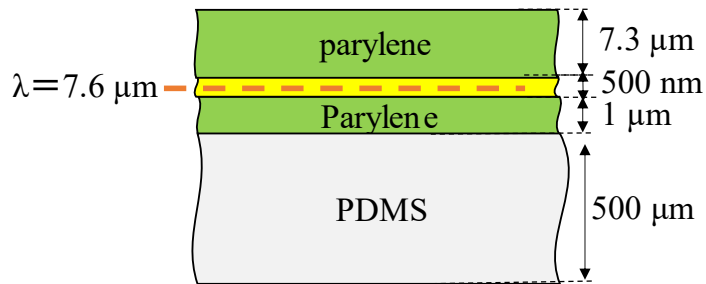 parylene
7.3 μm
λ＝7.6 μm
500 nm
Parylene
1 μm
PDMS
500 μm